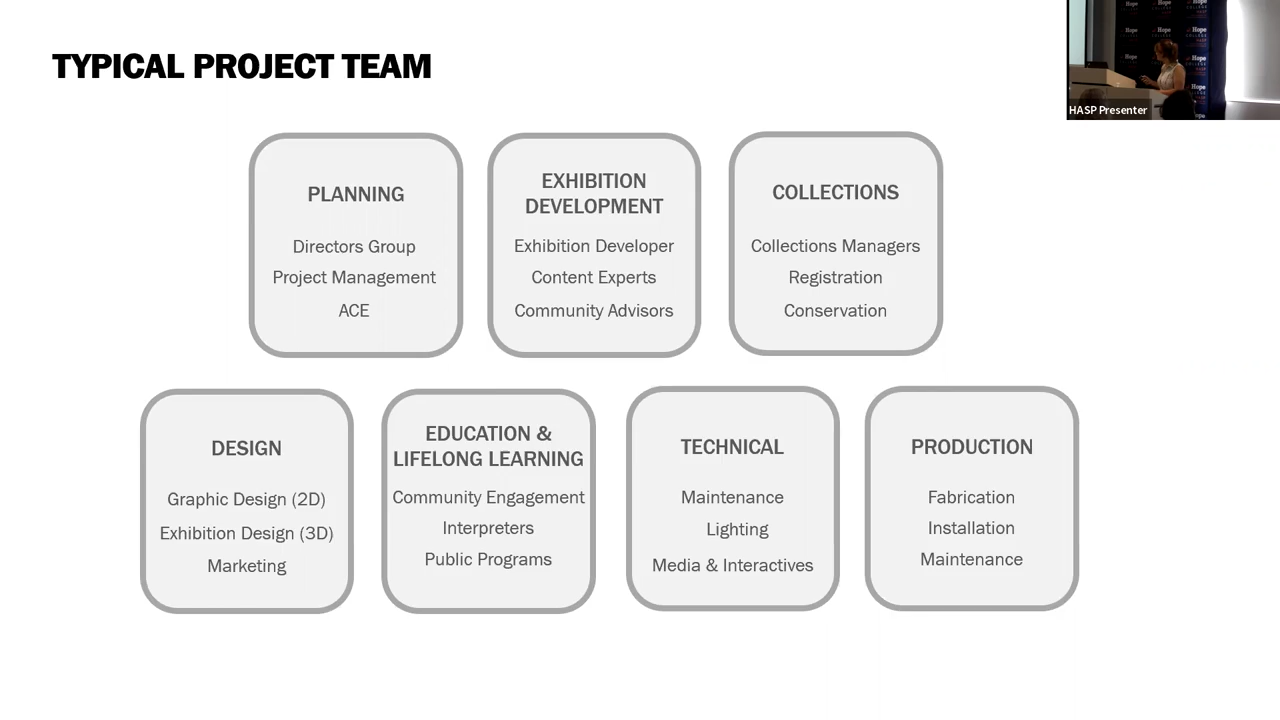 TYPICAL PROJECT TEAM
HASP Presenter
Hope
COLLEGE
PLANNING
Directors Group
Project Management
ACE
EXHIBITION
DEVELOPMENT
Exhibition Developer
Content Experts
Community Advisors
COLLECTIONS
Collections Managers
Registration
Conservation
DESIGN
Graphic Design (2D)
Exhibition Design (3D)
Marketing
EDUCATION &
LIFELONG LEARNING
Community Engagement
Interpreters
Public Programs
TECHNICAL
Maintenance
Lighting
Media & Interactives
PRODUCTION
Fabrication
Installation
Maintenance